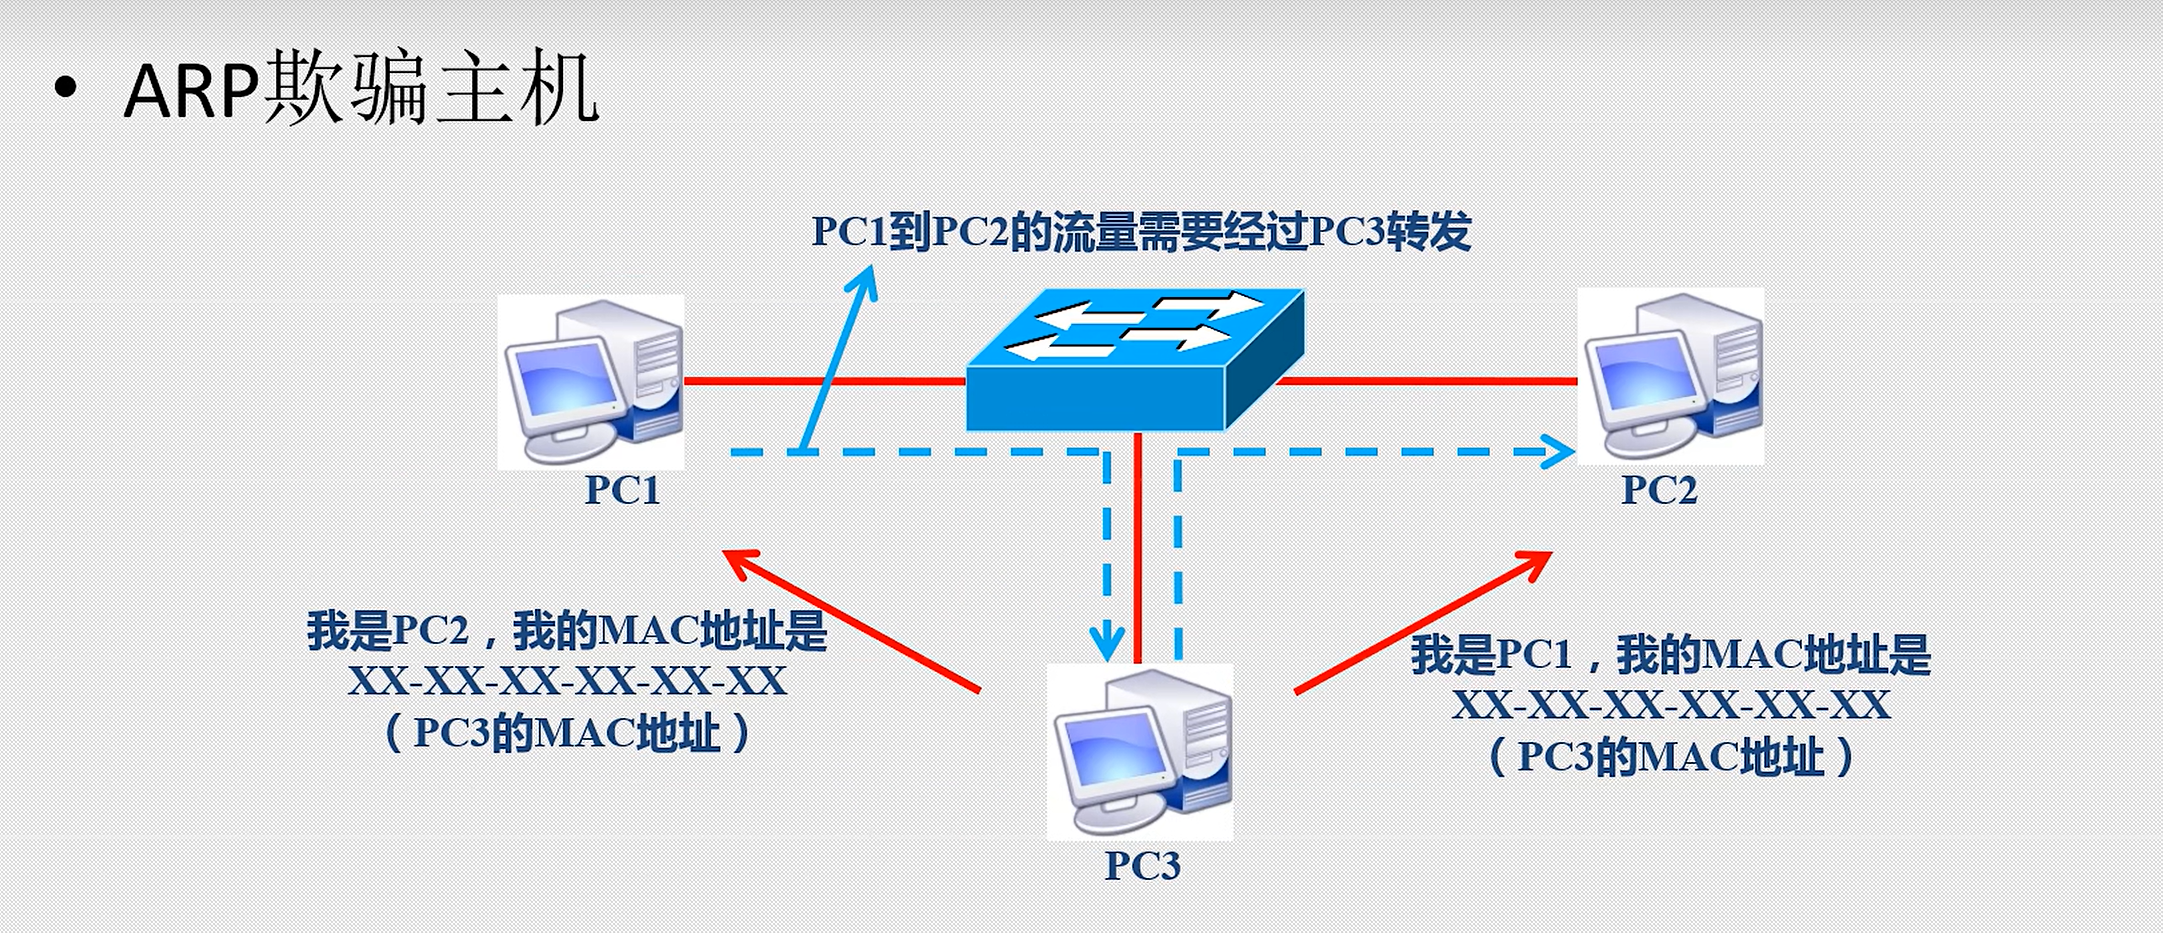 • ARP欺骗主机
PC1到PC2的流量需要经过PC3转发
PC1
PC2
我是PC2，我的MAC地址是
XX-XX-XX-XX-XX-XX
（PC3的MAC地址）
我是PC1，我的MAC地址是
XX-XX-XX-XX-XX-XX
（PC3的MAC地址）
PC3